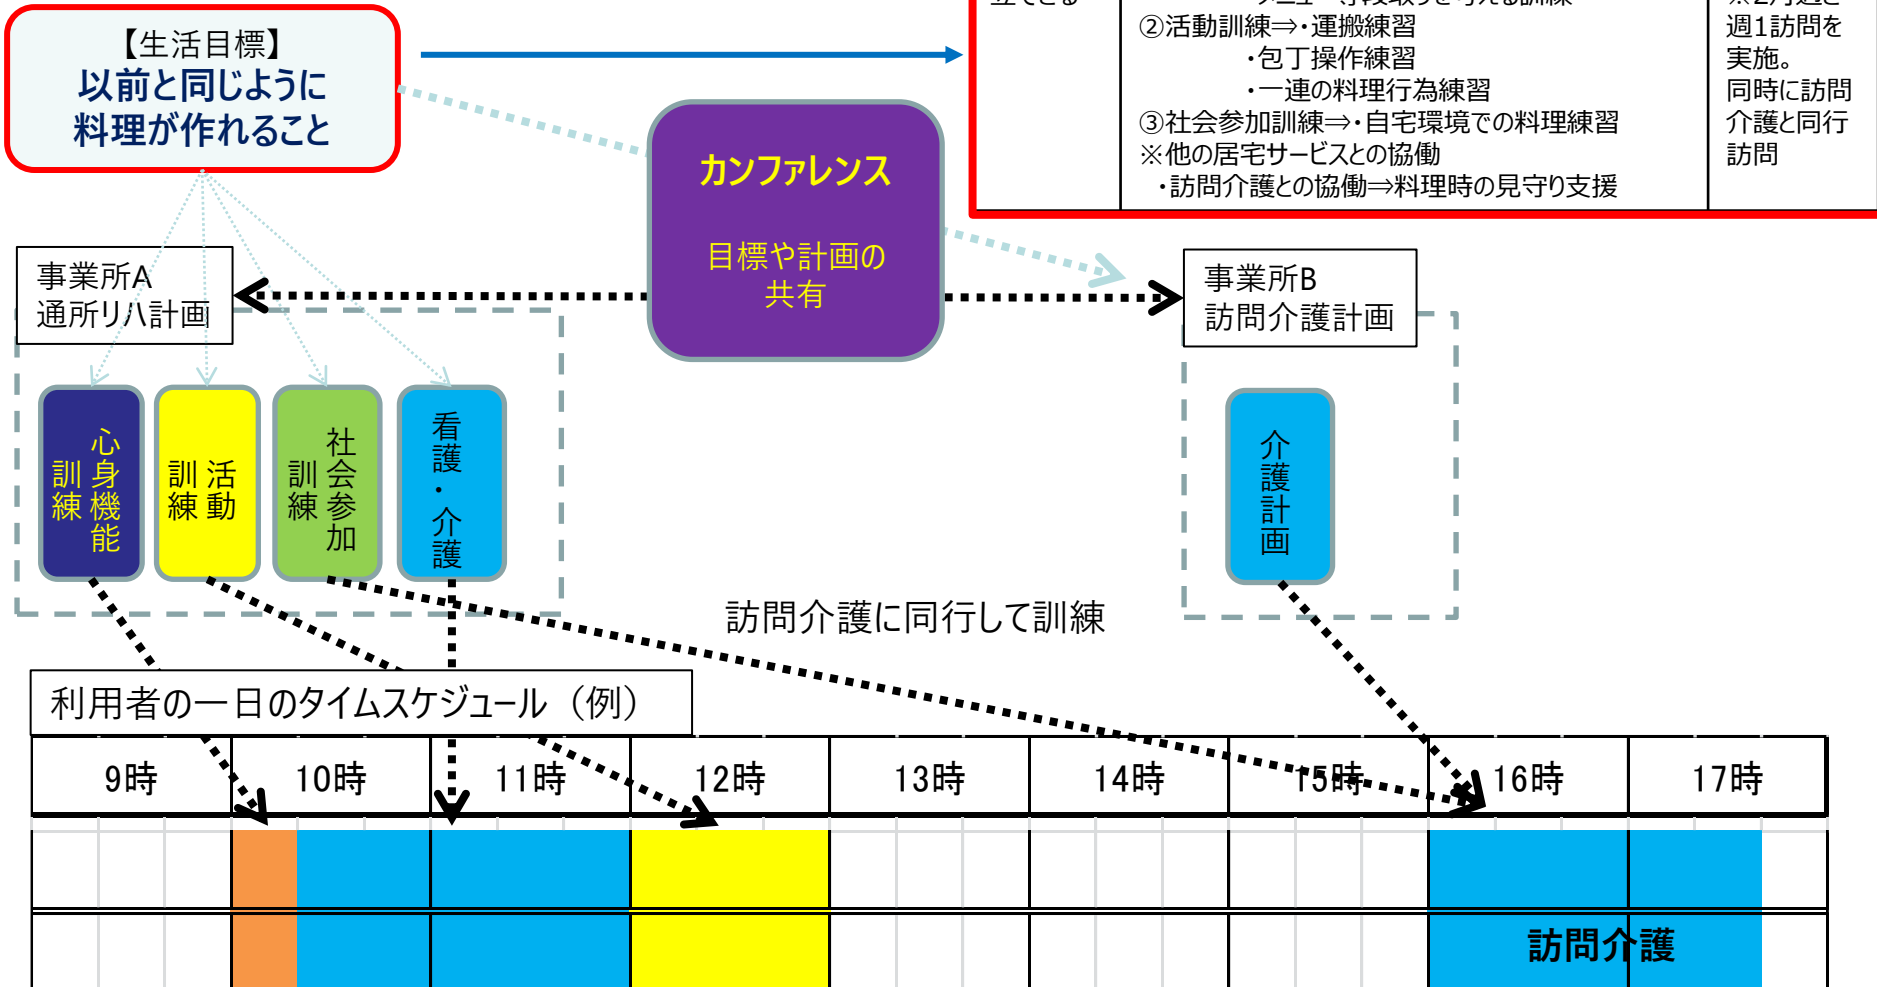 【生活目標】
以前と同じように
料理が作れること
②活動訓練⇒・運搬練習
・包丁操作練習
・一連の料理行為練習
③社会参加訓練⇒・自宅環境での料理練習
※他の居宅サービスとの協働
・訪問介護との協働⇒料理時の見守り支援
週1訪問を
実施。
同時に訪問
介護と同行
訪問
カンファレンス
目標や計画の
共有
事業所A
通所リハ計画
事業所B
訪問介護計画
心身機能
訓練
活動
訓練
社会参加
訓練
看護・介護
介護計画
訪問介護に同行して訓練
利用者の一日のタイムスケジュール（例）
9時 10時 11時 12時 13時 14時 15時 16時 17時
訪問介護